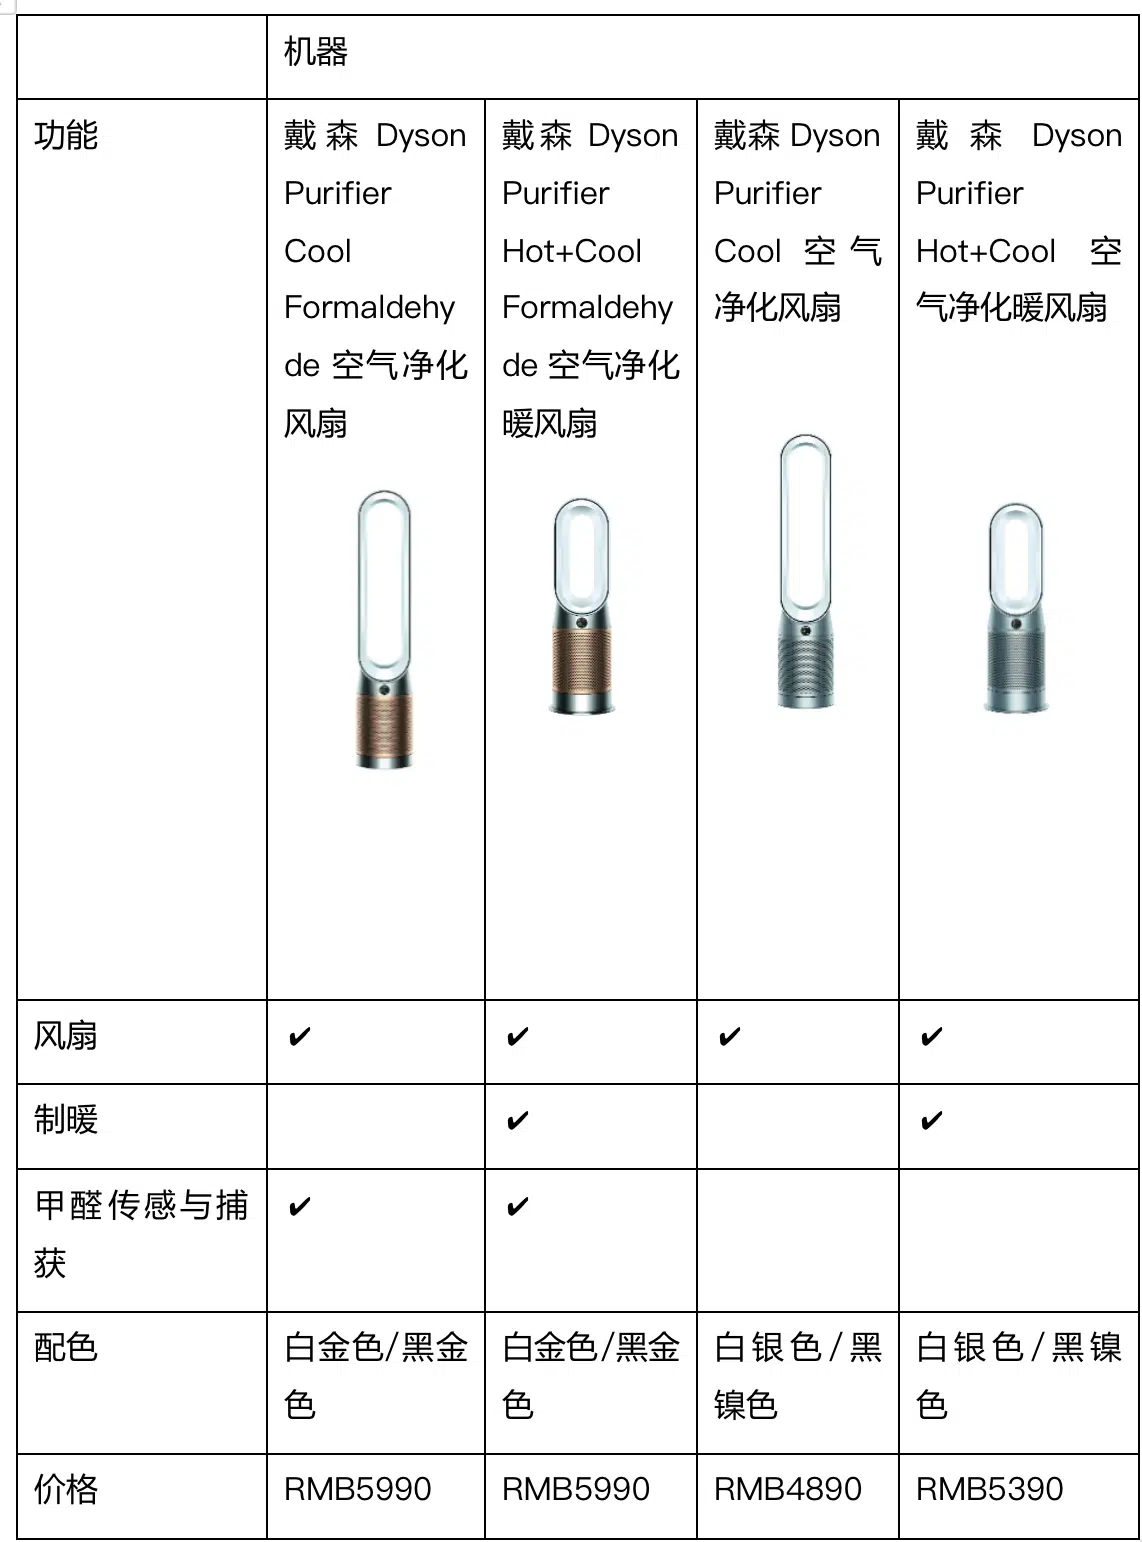 机器
功能
戴森 Dyson
Purifier
Cool
Formaldehy
de 空气净化
风扇
戴森 Dyson
Purifier
Hot+Cool
Formaldehy
de 空气净化
暖风扇
戴森 Dyson
Purifier
Cool 空气
净化风扇
戴森 Dyson
Purifier
Hot+Cool 空
气净化暖风扇
风扇 ✔ ✔ ✔ ✔
制暖 ✔ ✔
甲醛传感与捕
获
✔ ✔
配色
白金色/黑金
色
白金色/黑金
色
白银色/黑
镍色
白银色/黑镍
色
价格 RMB5990 RMB5990 RMB4890 RMB5390